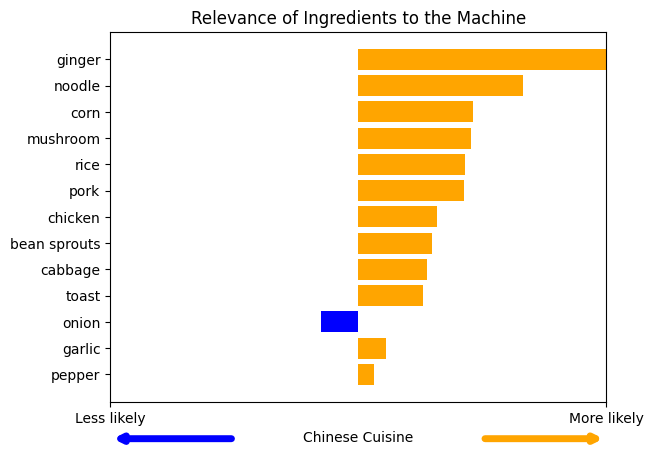 Relevance of Ingredients to the Machine
ginger
noodle
corn
mushroom
rice
pork
chicken
bean sprouts
cabbage
toast
onion
garlic
pepper
Less likely
More likely
Chinese Cuisine